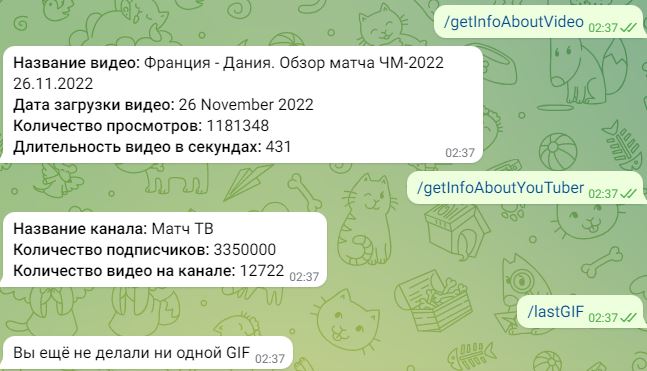 /getInfoAboutVideo 02:37
Название видео: Франция - Дания. Обзор матча ЧМ-2022
26.11.2022
Дата загрузки видео: 26 November 2022
Количество просмотров: 1181348
Длительность видео в секундах: 431
02:37
/getInfoAboutYouTuber 02:37
Название канала: Матч ТВ
Количество подписчиков: 3350000
Количество видео на канале: 12722 02:37
/lastGIF 02:37
Вы ещё не делали ни одной GIF 02:37